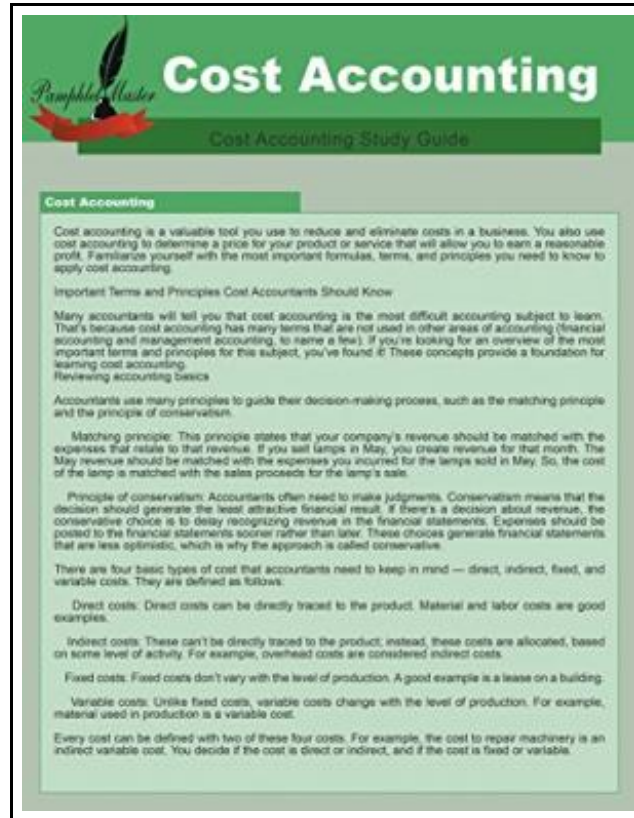 Pamphlet Master
Cost Accounting
Cost Accounting Study Guide
Cost Accounting
Cost accounting is a valuable tool you use to reduce and eliminate costs in a business. You also use
cost accounting to determine a price for your product or service that will allow you to earn a reasonable
profit. Familiarize yourself with the most important formulas, terms, and principles you need to know to
apply cost accounting.
Important Terms and Principles Cost Accountants Should Know
Many accountants will tell you that cost accounting is the most difficult accounting subject to learn.
That's because cost accounting has many terms that are not used in other areas of accounting (financial
accounting and management accounting, to name a few). If you're looking for an overview of the most
important terms and principles for this subject, you've found it! These concepts provide a foundation for
learning cost accounting.
Reviewing accounting basics
Accountants use many principles to guide their decision-making process, such as the matching principle
and the principle of conservatism.
Matching principle: This principle states that your company's revenue should be matched with the
expenses that relate to that revenue. If you sell lamps in May, you create revenue for that month. The
May revenue should be matched with the expenses you incurred for the lamps sold in May. So, the cost
of the lamp is matched with the sales proceeds for the lamp's sale.
Principle of conservatism: Accountants often need to make judgments. Conservatism means that the
decision should generate the least attractive financial result. If there's a decision about revenue, the
conservative choice is to delay recognizing revenue in the financial statements. Expenses should be
posted to the financial statements sooner rather than later. These choices generate financial statements
that are less optimistic, which is why the approach is called conservative.
There are four basic types of cost that accountants need to keep in mind — direct, indirect, fixed, and
variable costs. They are defined as follows:
Direct costs: Direct costs can be directly traced to the product. Material and labor costs are good
examples.
Indirect costs: These can't be directly traced to the product; instead, these costs are allocated, based
on some level of activity. For example, overhead costs are considered indirect costs.
Fixed costs: Fixed costs don't vary with the level of production. A good example is a lease on a building.
Variable costs: Unlike fixed costs, variable costs change with the level of production. For example,
material used in production is a variable cost.
Every cost can be defined with two of these four costs. For example, the cost to repair machinery is an
indirect variable cost. You decide if the cost is direct or indirect, and if the cost is fixed or variable.